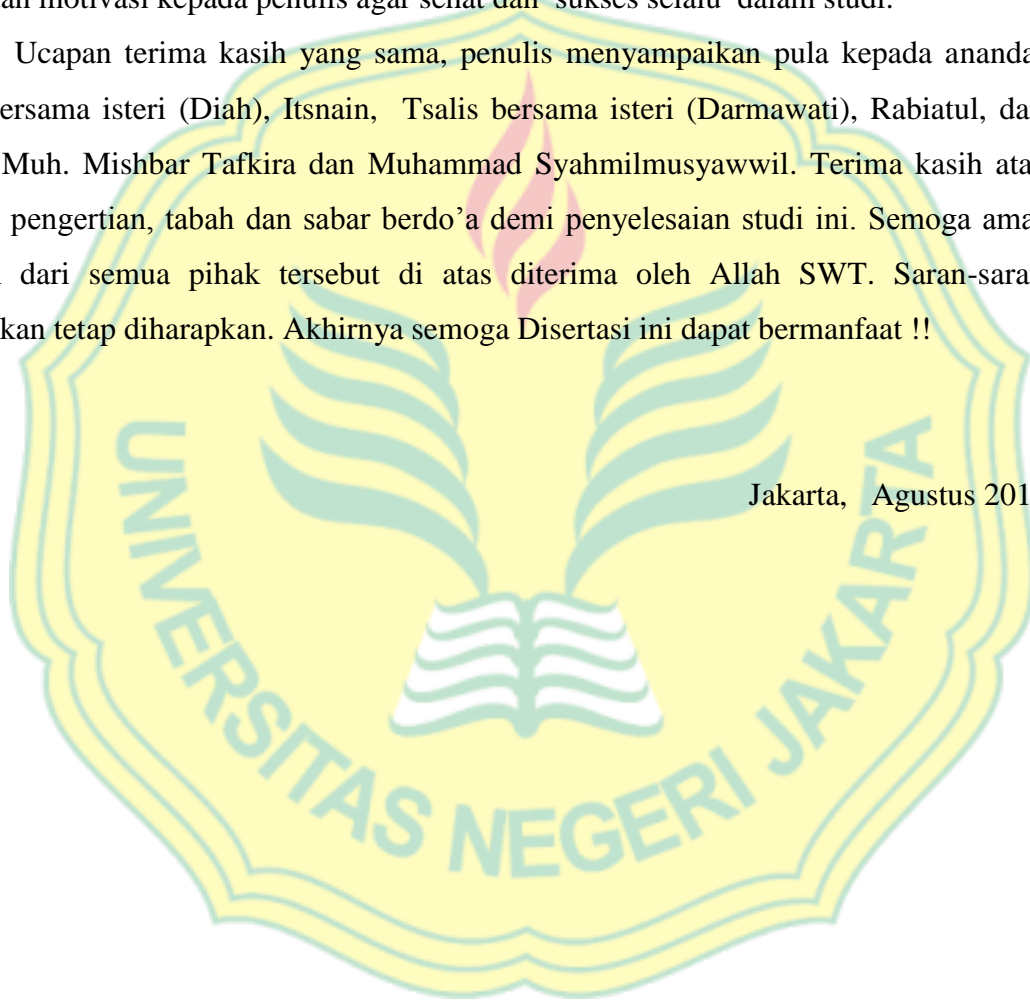 an motivasi kepada penulis agar sehat dan sukses selalu dalam studi.
Ucapan terima kasih yang sama, penulis menyampaikan pula kepada ananda
ersama isteri (Diah), Itsnain, Tsalis bersama isteri (Darmawati), Rabiatul, da
Muh. Mishbar Tafkira dan Muhammad Syahmilmusyawwil. Terima kasih ata
pengertian, tabah dan sabar berdo’a demi penyelesaian studi ini. Semoga ama
dari semua pihak tersebut di atas diterima oleh Allah SWT. Saran-sara
kan tetap diharapkan. Akhirnya semoga Disertasi ini dapat bermanfaat !!
Jakarta, Agustus 201
UNIVERSITAS NEGERI JAKARTA